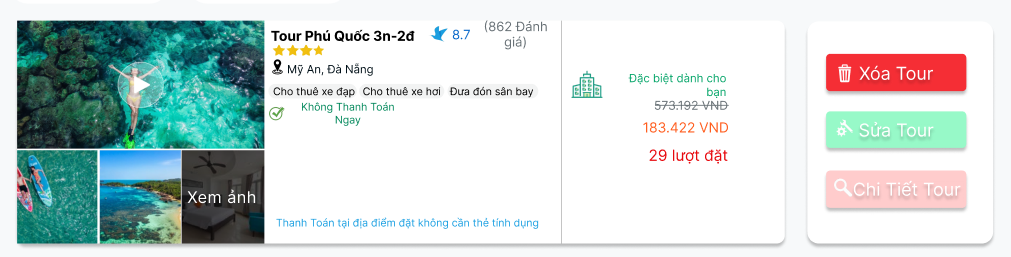 Tour Phú Quốc 3n-2đ
8.7
(862 Đánh
giá)
Mỹ An, Đà Nẵng
Cho thuê xe đạp Cho thuê xe hơi Đưa đón sân bay
Không Thanh Toán
Ngay
Xem ảnh
Thanh Toán tại địa điểm đặt không cần thẻ tính dụng
Đặc biệt dành cho
bạn
573.192 VND
183.422 VND
29 lượt đặt
Xóa Tour
Sửa Tour
Chi Tiết Tour